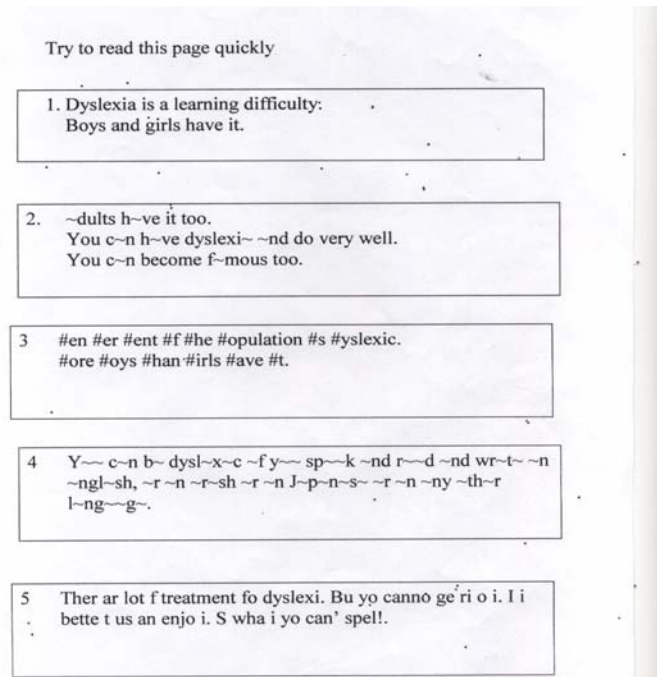 Try to read this page quickly
1. Dyslexia is a learning difficulty:
Boys and girls have it.
2. ~dults h~ve it too.
You c~n h~ve dyslexi~ ~nd do very well.
You c~n become f~mous too.
3 #en #er #ent #f #he #opulation #s #yslexic.
#ore #oys #han #irls #ave #t.
4 Y~~ c~n b~ dysl~x~c ~f y~~ sp~~k ~nd r~~d ~nd wr~t~ ~n
~ngl~sh, ~r ~n ~r~sh ~r ~n J~p~n~s~ ~r ~n ~ny ~th~r
l~ng~~g~.
5 Ther ar lot f treatment fo dyslexi. Bu yo canno ge ri o i. I i
bette t us an enjo i. S wha i yo can’ spel!.